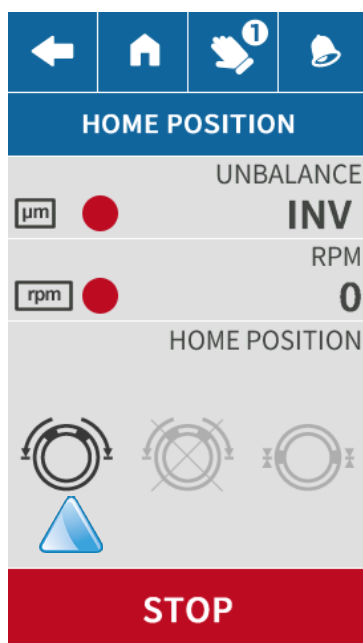 1
HOME POSITION
UNBALANCE
µm
INV
RPM
rpm
0
HOME POSITION
STOP